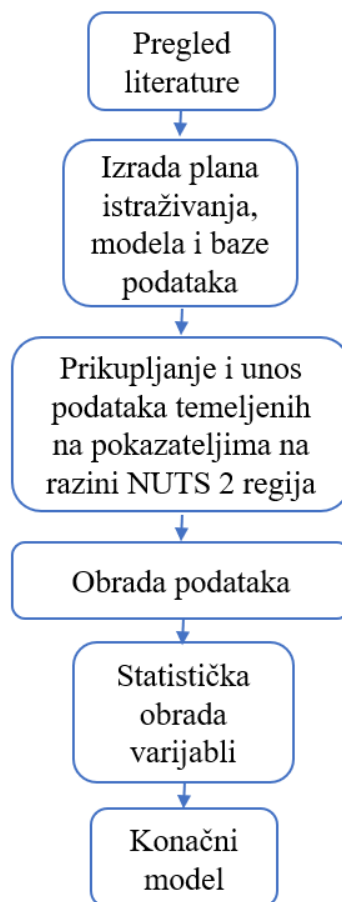 Pregled
literature
Izrada plana
istraživanja,
modela i baze
podataka
Prikupljanje i unos
podataka temeljenih
na pokazateljima na
razini NUTS 2 regija
Obrada podataka
Statistička
obrada
varijabli
Konačni
model